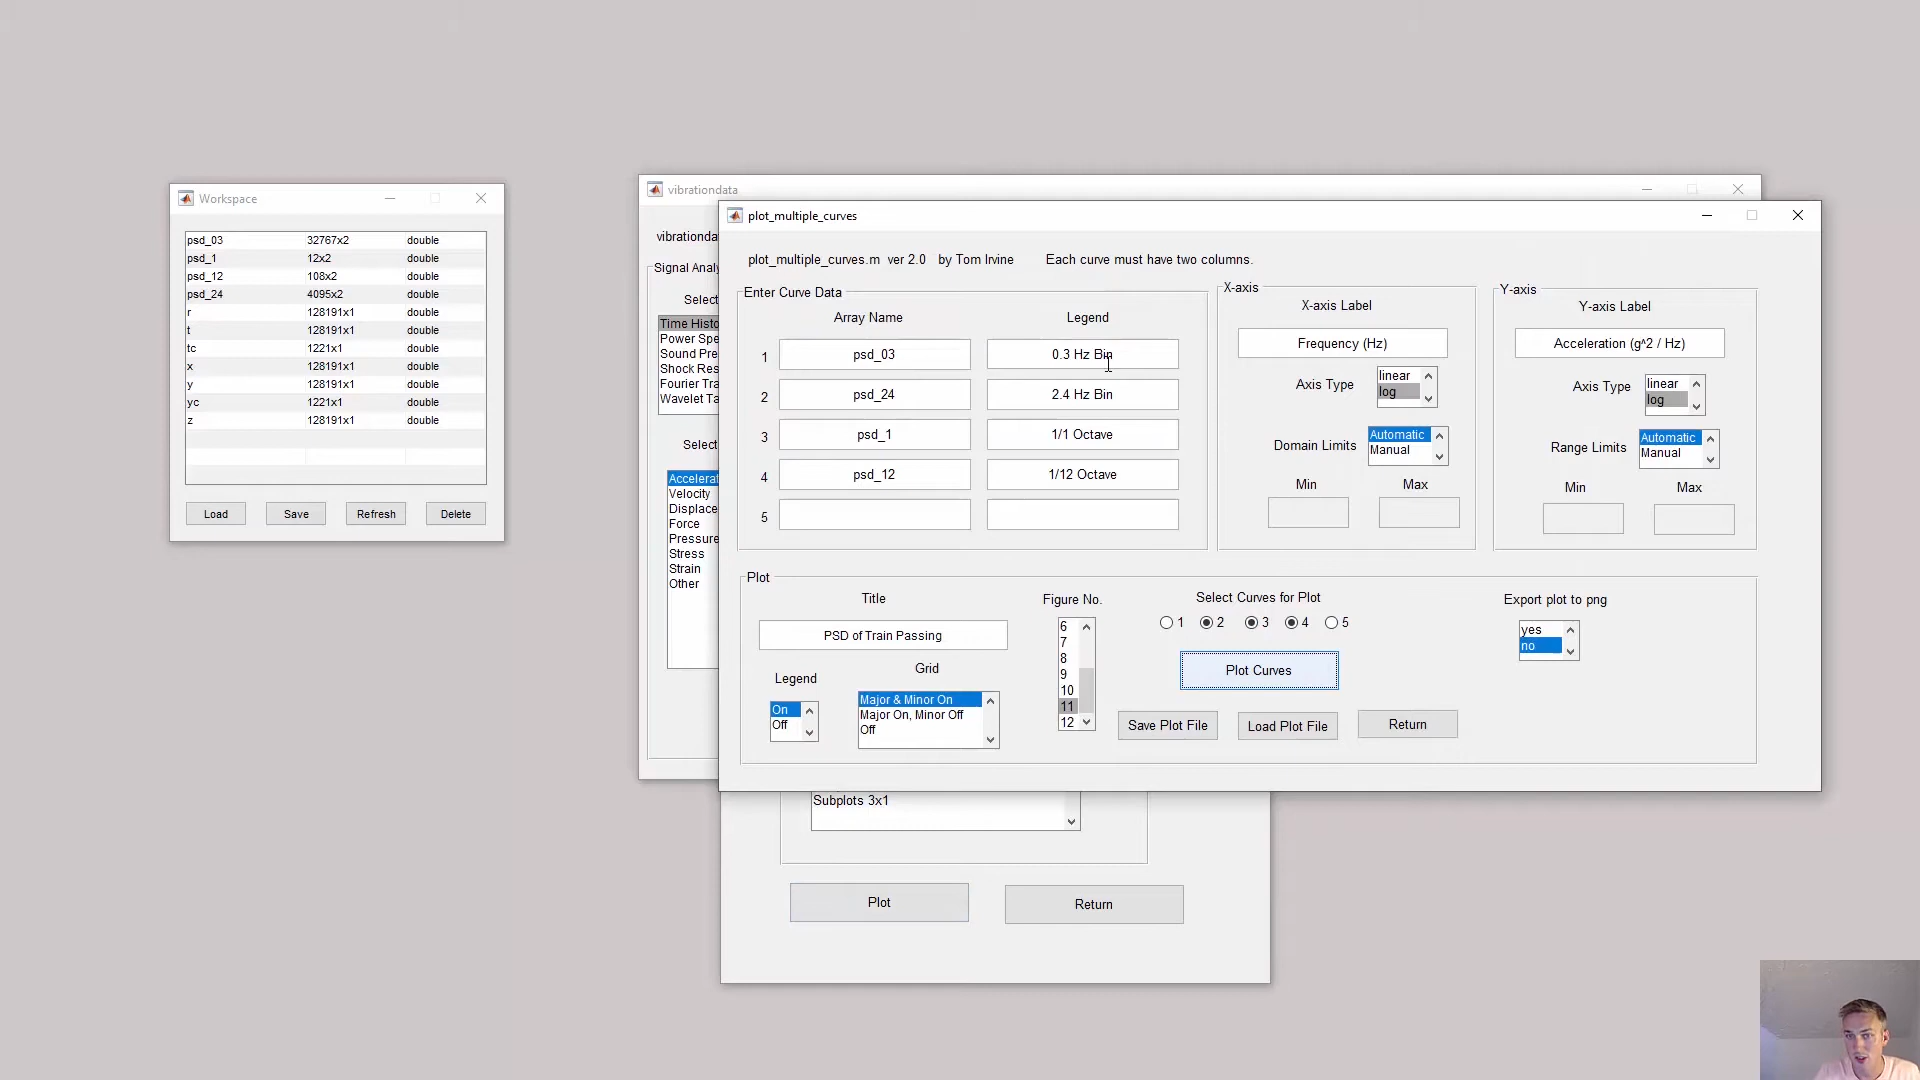 Workspace
psd_03 32767x2 double
psd_1 12x2 double
psd_12 108x2 double
psd_24 4095x2 double
r 128191x1 double
t 128191x1 double
tc 1221x1 double
x 128191x1 double
y 128191x1 double
yc 1221x1 double
z 128191x1 double
Load Save Refresh Delete
vibrationdata
vibrationda
Signal Analy
Select
Time Histo
Power Spe
Sound Pre
Shock Res
Fourier Tra
Wavelet Ta
Select
Accelerat
Velocity
Displace
Force
Pressure
Stress
Strain
Other
plot_multiple_curves
plot_multiple_curves.m ver 2.0 by Tom Irvine Each curve must have two columns.
Enter Curve Data
Array Name Legend
1 psd_03 0.3 Hz Bin
2 psd_24 2.4 Hz Bin
3 psd_1 1/1 Octave
4 psd_12 1/12 Octave
5
X-axis
X-axis Label
Frequency (Hz)
Axis Type linear
log
Domain Limits Automatic
Manual
Min Max
Y-axis
Y-axis Label
Acceleration (g^2 / Hz)
Axis Type linear
log
Range Limits Automatic
Manual
Min Max
Plot
Title
PSD of Train Passing
Legend
On
Off
Grid
Major & Minor On
Major On, Minor Off
Off
Figure No.
6
7
8
9
10
11
12
Select Curves for Plot
1 2 3 4 5
Plot Curves
Save Plot File Load Plot File Return
Export plot to png
yes
no
Subplots 3x1
Plot Return